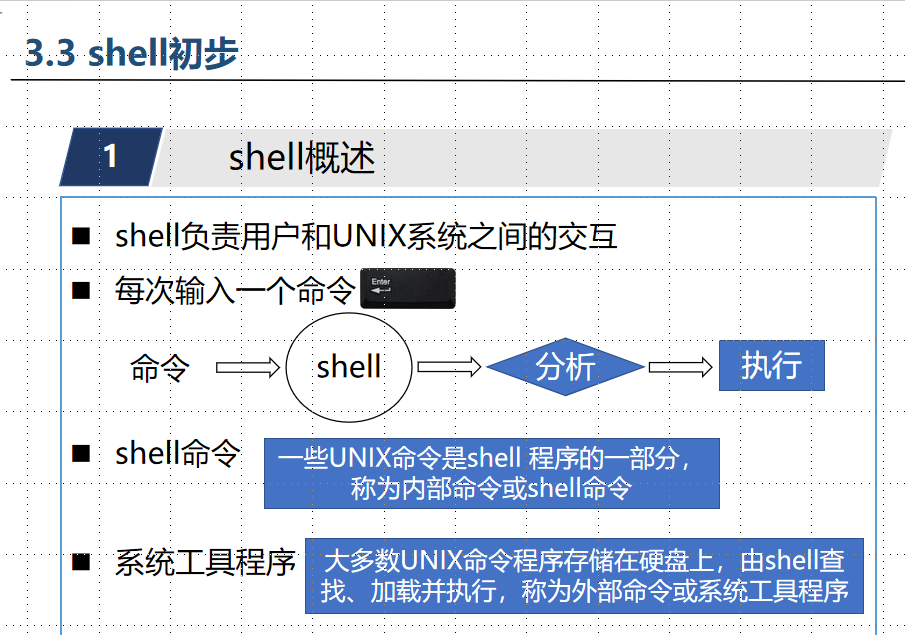 3.3 shell初步
1
shell概述
■ shell负责用户和UNIX系统之间的交互
■ 每次输入一个命令
Enter
命令
shell
分析
执行
■ shell命令
一些UNIX命令是shell 程序的一部分，
称为内部命令或shell命令
■ 系统工具程序
大多数UNIX命令程序存储在硬盘上，由shell查
找、加载并执行，称为外部命令或系统工具程序